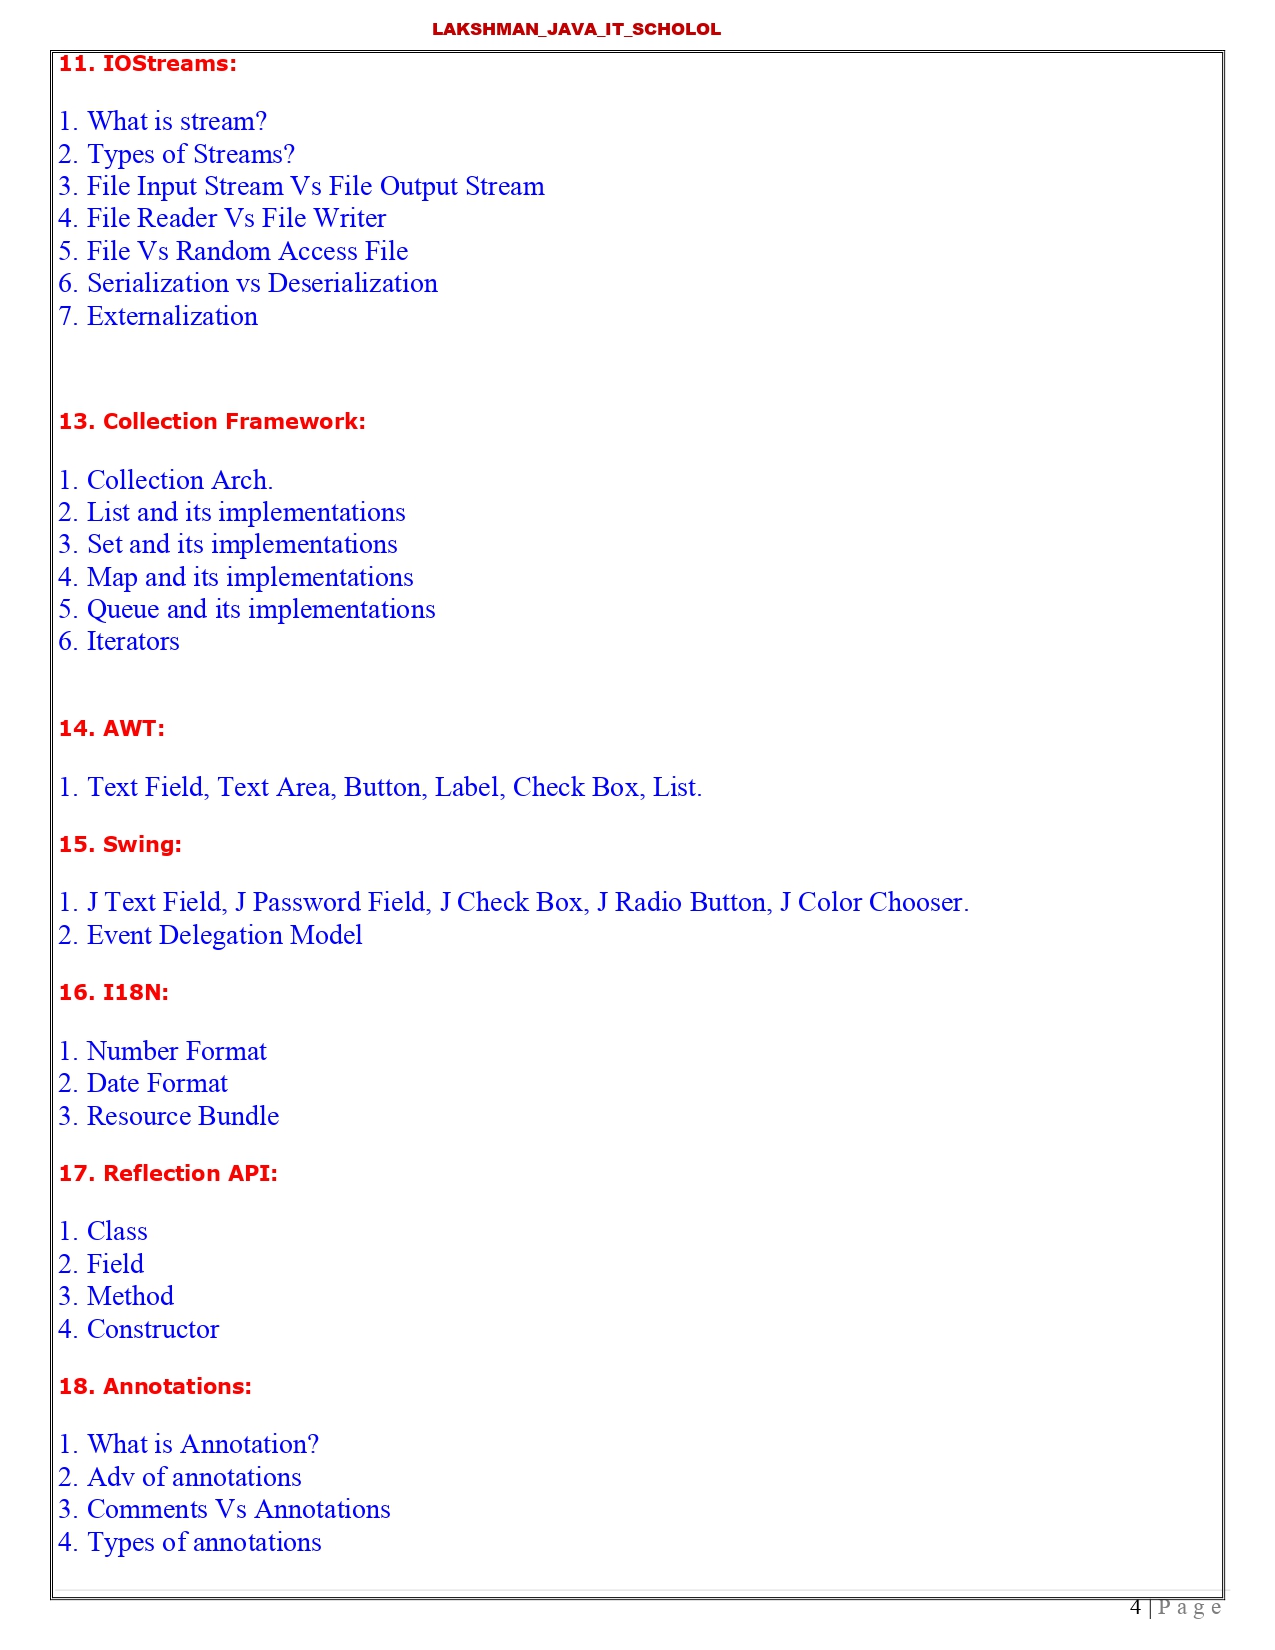 LAKSHMAN_JAVA_IT_SCHOLOL
11. IOStreams:
1. What is stream?
2. Types of Streams?
3. File Input Stream Vs File Output Stream
4. File Reader Vs File Writer
5. File Vs Random Access File
6. Serialization vs Deserialization
7. Externalization
13. Collection Framework:
1. Collection Arch.
2. List and its implementations
3. Set and its implementations
4. Map and its implementations
5. Queue and its implementations
6. Iterators
14. AWT:
1. Text Field, Text Area, Button, Label, Check Box, List.
15. Swing:
1. J Text Field, J Password Field, J Check Box, J Radio Button, J Color Chooser.
2. Event Delegation Model
16. I18N:
1. Number Format
2. Date Format
3. Resource Bundle
17. Reflection API:
1. Class
2. Field
3. Method
4. Constructor
18. Annotations:
1. What is Annotation?
2. Adv of annotations
3. Comments Vs Annotations
4. Types of annotations
4 | P a g e